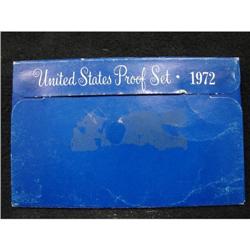 United States Proof Set · 1972